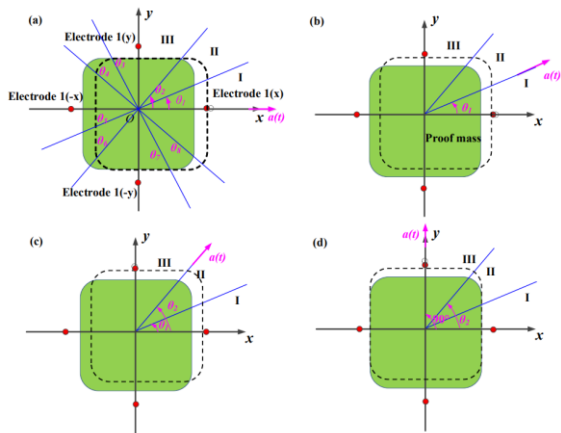 (a)
y
III
II
I
Electrode 1(y)
θ3
θ4
θ2
θ1
Electrode 1(-x)
Electrode 1(x)
O
x
a(t)
θ5
θ6
θ7
θ8
Electrode 1(-y)
(b)
y
III
II
I
a(t)
θ1
x
Proof mass
(c)
y
a(t)
III
II
I
θ2
x
(d)
a(t)
y
III
II
I
90°
θ2
x